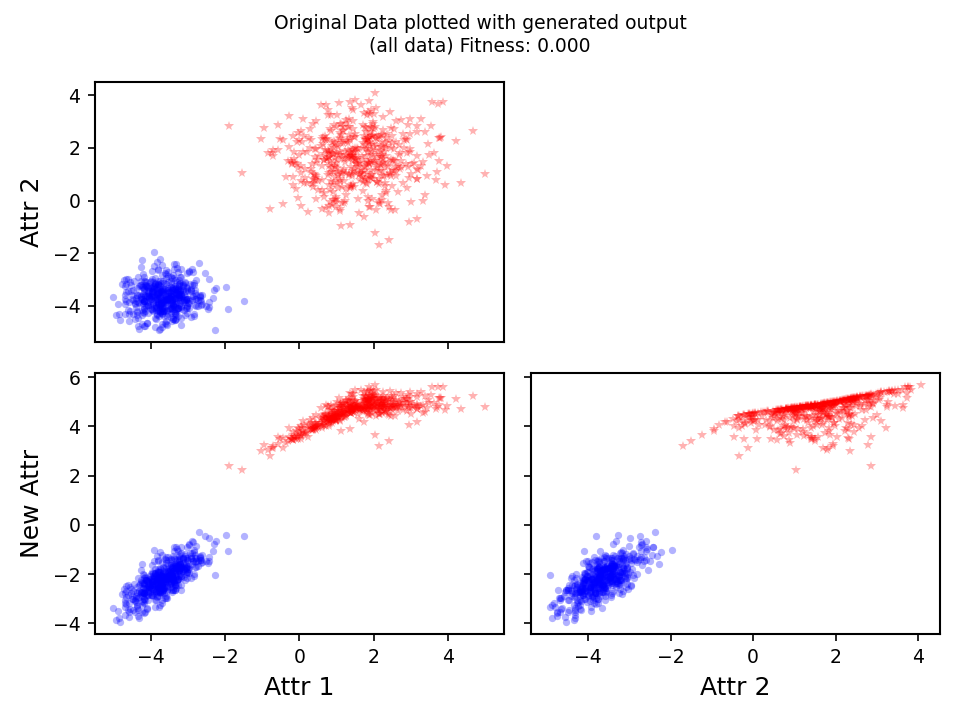 Original Data plotted with generated output
(all data) Fitness: 0.000
4
2
0
−2
−4
Attr 2
6
4
2
0
−2
−4
New Attr
−4 −2 0 2 4
Attr 1
−4 −2 0 2 4
Attr 2